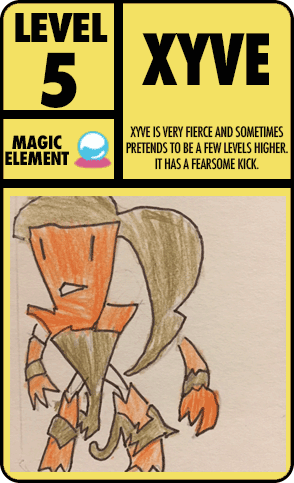 LEVEL
5
XYVE
MAGIC
ELEMENT
XYVE IS VERY FIERCE AND SOMETIMES
PRETENDS TO BE A FEW LEVELS HIGHER.
IT HAS A FEARSOME KICK.